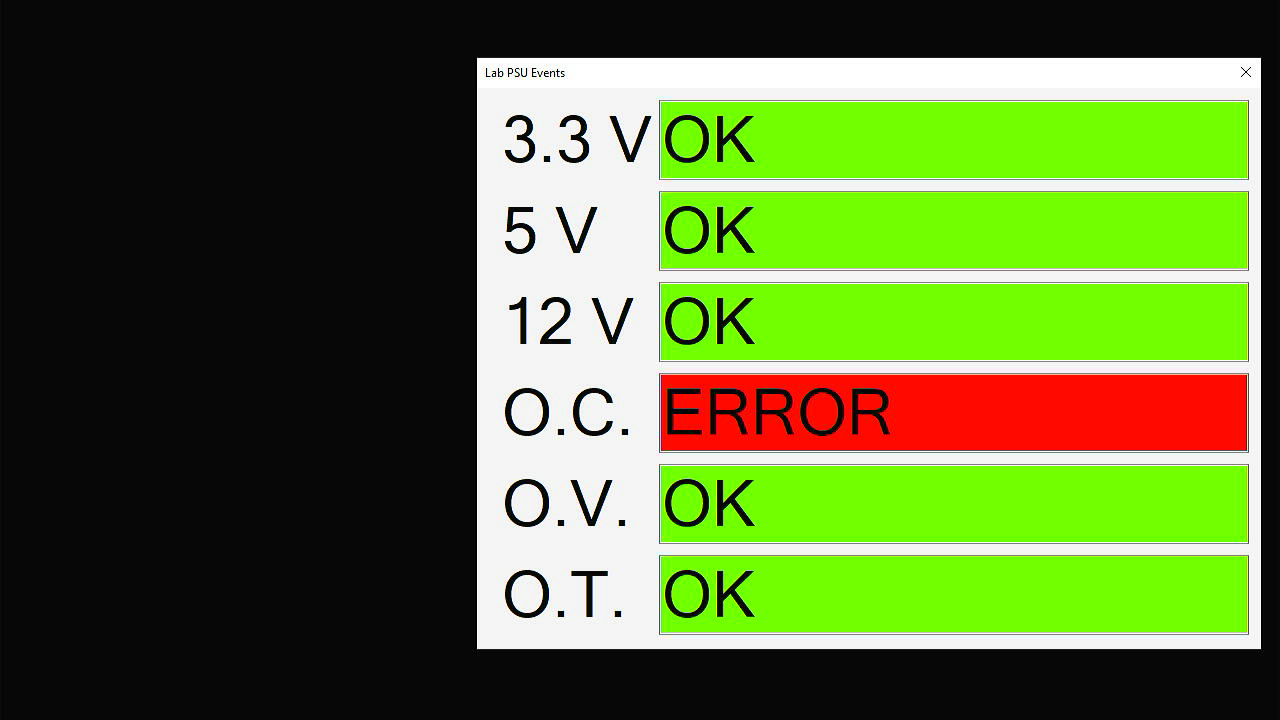 Lab PSU Events
3.3 V OK
5 V OK
12 V OK
O.C. ERROR
O.V. OK
O.T. OK